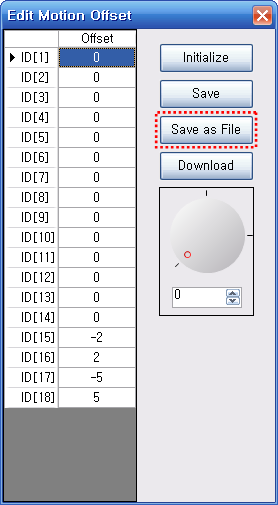 Edit Motion Offset
Offset
ID[1] 0
ID[2] 0
ID[3] 0
ID[4] 0
ID[5] 0
ID[6] 0
ID[7] 0
ID[8] 0
ID[9] 0
ID[10] 0
ID[11] 0
ID[12] 0
ID[13] 0
ID[14] 0
ID[15] -2
ID[16] 2
ID[17] -5
ID[18] 5
Initialize
Save
Save as File
Download
0